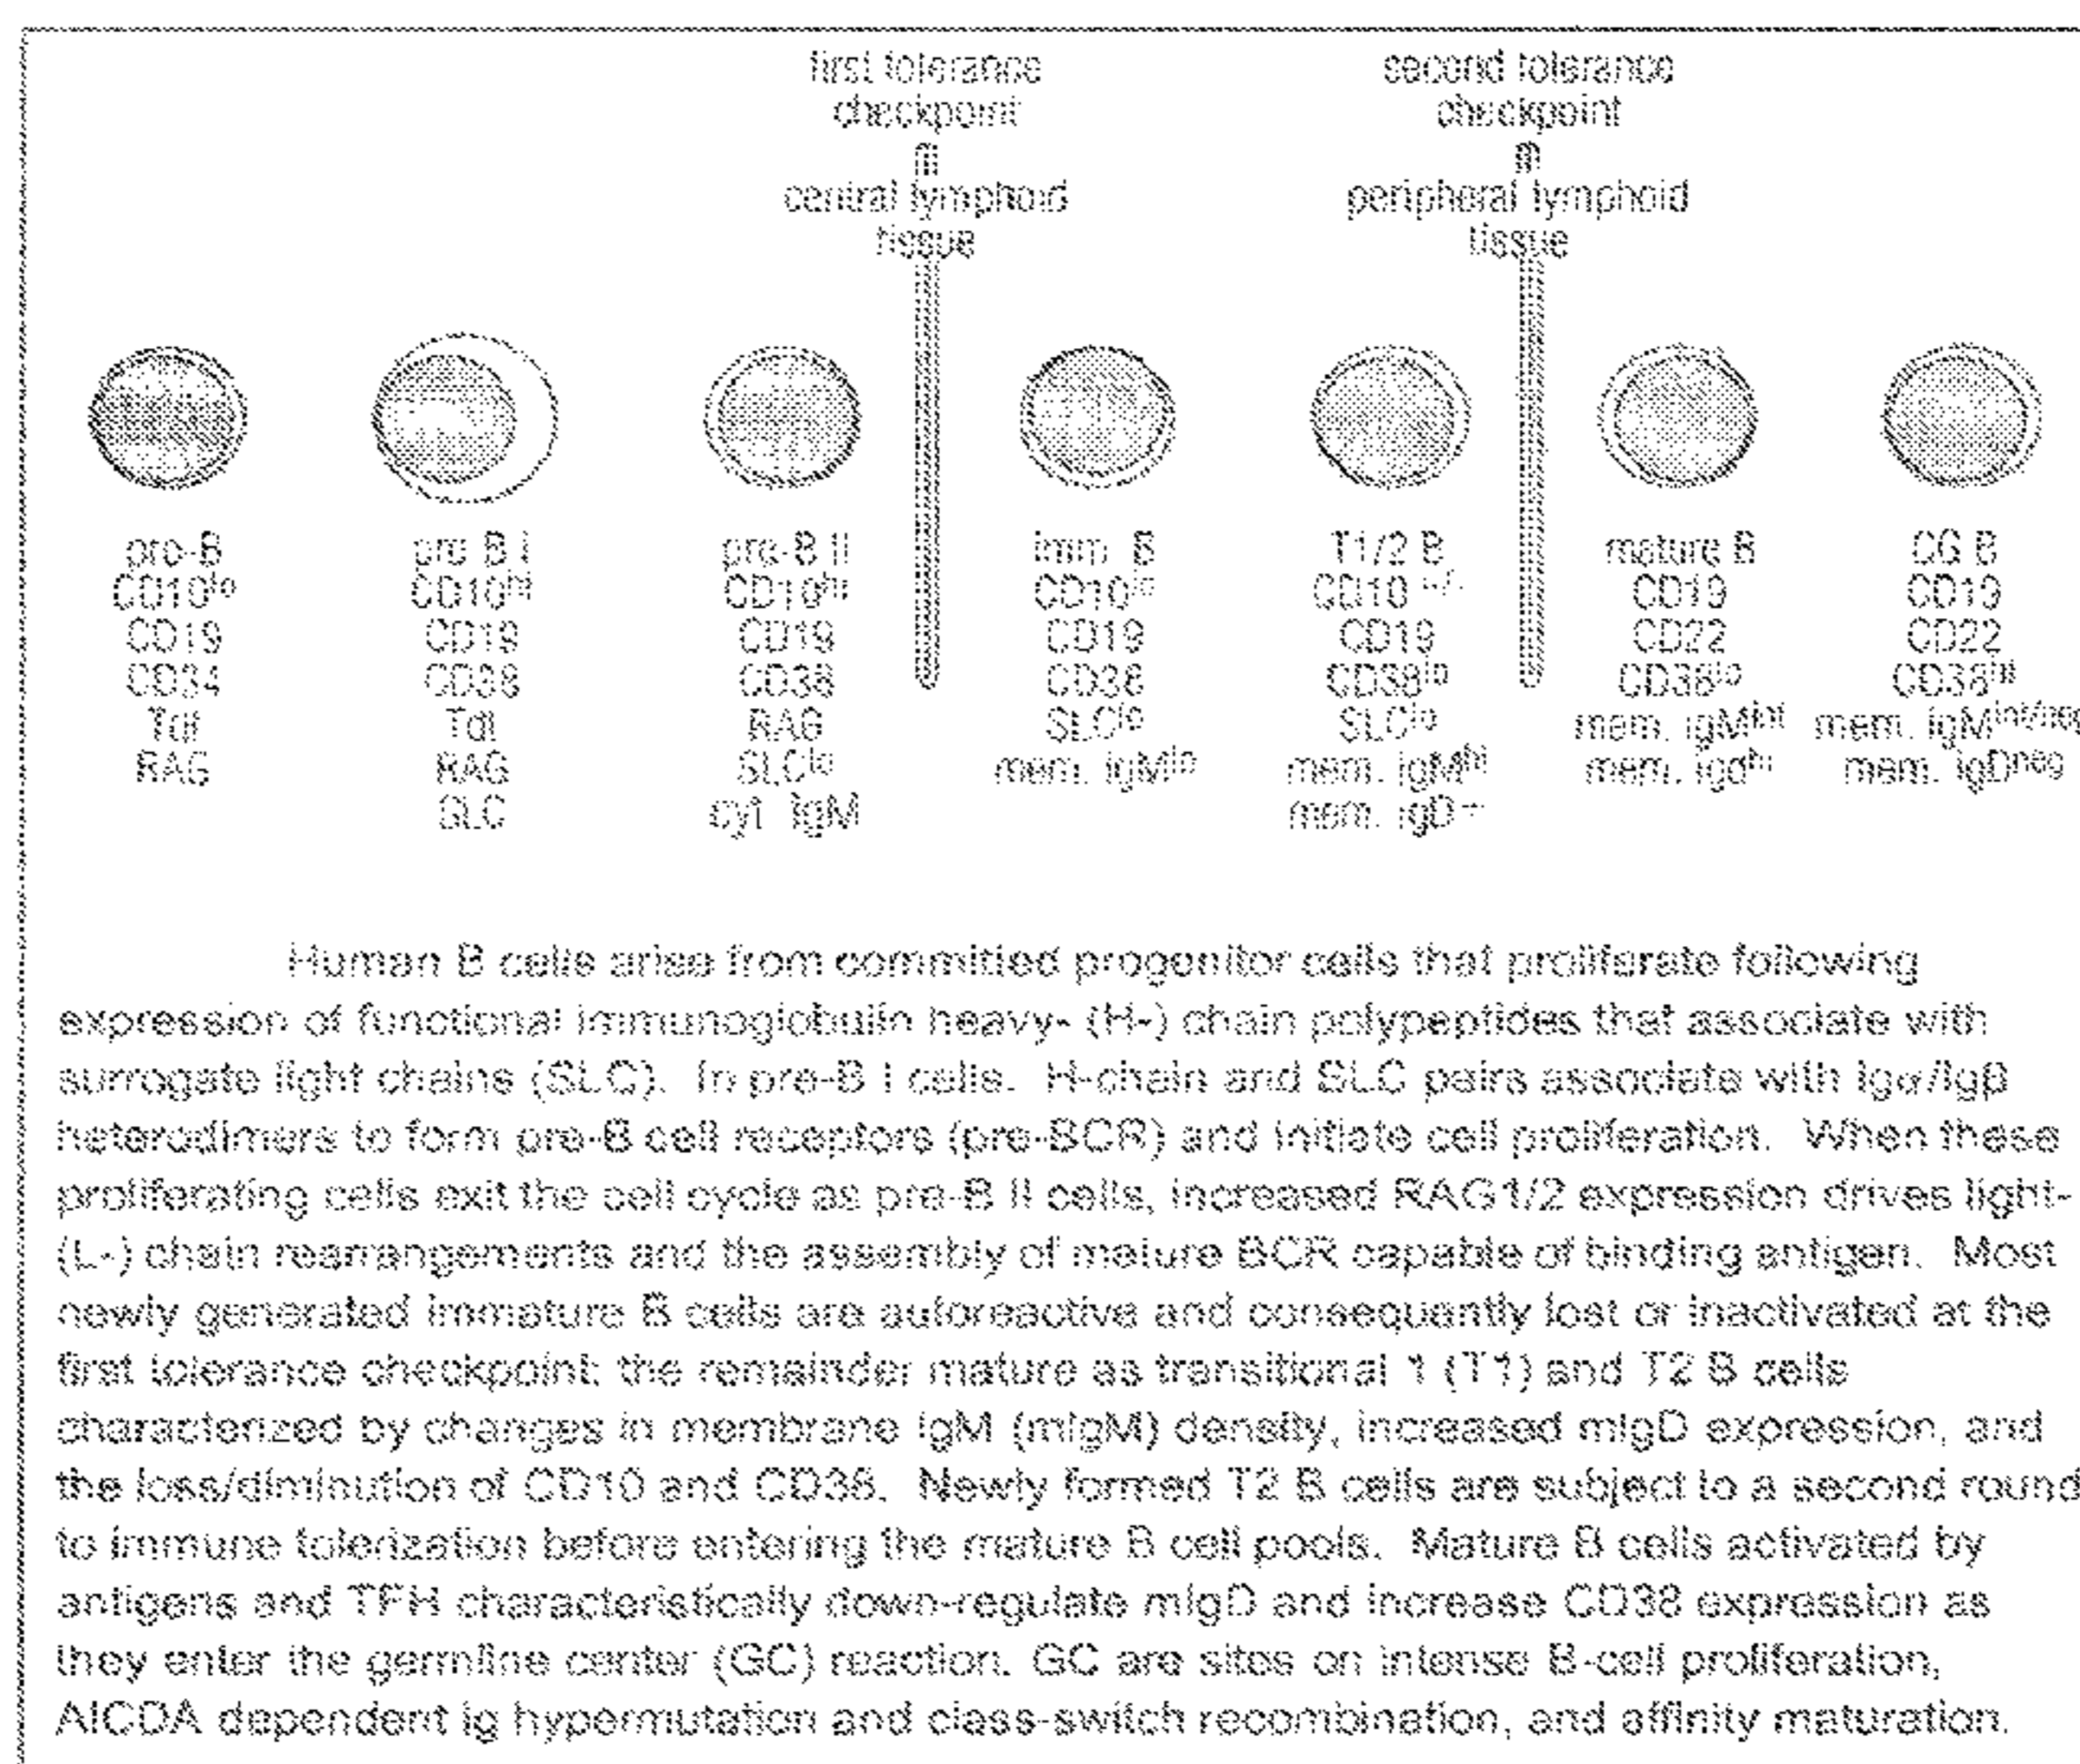 first tolerance
checkpoint
in
central lymphoid
tissue
second tolerance
checkpoint
in
peripheral lymphoid
tissue
pro-B
CD10lo
CD19
CD34
Tdt
RAG
pre B I
CD10hi
CD19
CD38
Tdt
RAG
SLC
pre-B II
CD10hi
CD19
CD38
RAG
SLClo
cyt. IgM
imm. B
CD10lo
CD19
CD38
SLClo
mem. IgMlo
T1/2 B
CD10 +/-
CD19
CD38lo
SLClo
mem. IgMhi
mem. IgD+
mature B
CD19
CD22
CD38lo
mem. IgMint
mem. Igdhi
GG B
CD19
CD22
CD38hi
mem. IgMint/neg
mem. IgDneg
Human B cells arise from committed progenitor cells that proliferate following
expression of functional immunoglobulin heavy- (H-) chain polypeptides that associate with
surrogate light chains (SLC). In pre-B I cells. H-chain and SLC pairs associate with Igα/Igβ
heterodimers to form pre-B cell receptors (pre-BCR) and initiate cell proliferation. When these
proliferating cells exit the cell cycle as pre-B II cells, increased RAG1/2 expression drives light-
(L-) chain rearrangements and the assembly of mature BCR capable of binding antigen. Most
newly generated immature B cells are autoreactive and consequently lost or inactivated at the
first tolerance checkpoint; the remainder mature as transitional 1 (T1) and T2 B cells
characterized by changes in membrane IgM (mIgM) density, increased mIgD expression, and
the loss/diminution of CD10 and CD38. Newly formed T2 B cells are subject to a second round
to immune tolerization before entering the mature B cell pools. Mature B cells activated by
antigens and TFH characteristically down-regulate mIgD and increase CD38 expression as
they enter the germline center (GC) reaction. GC are sites on intense B-cell proliferation,
AICDA dependent Ig hypermutation and class-switch recombination, and affinity maturation.